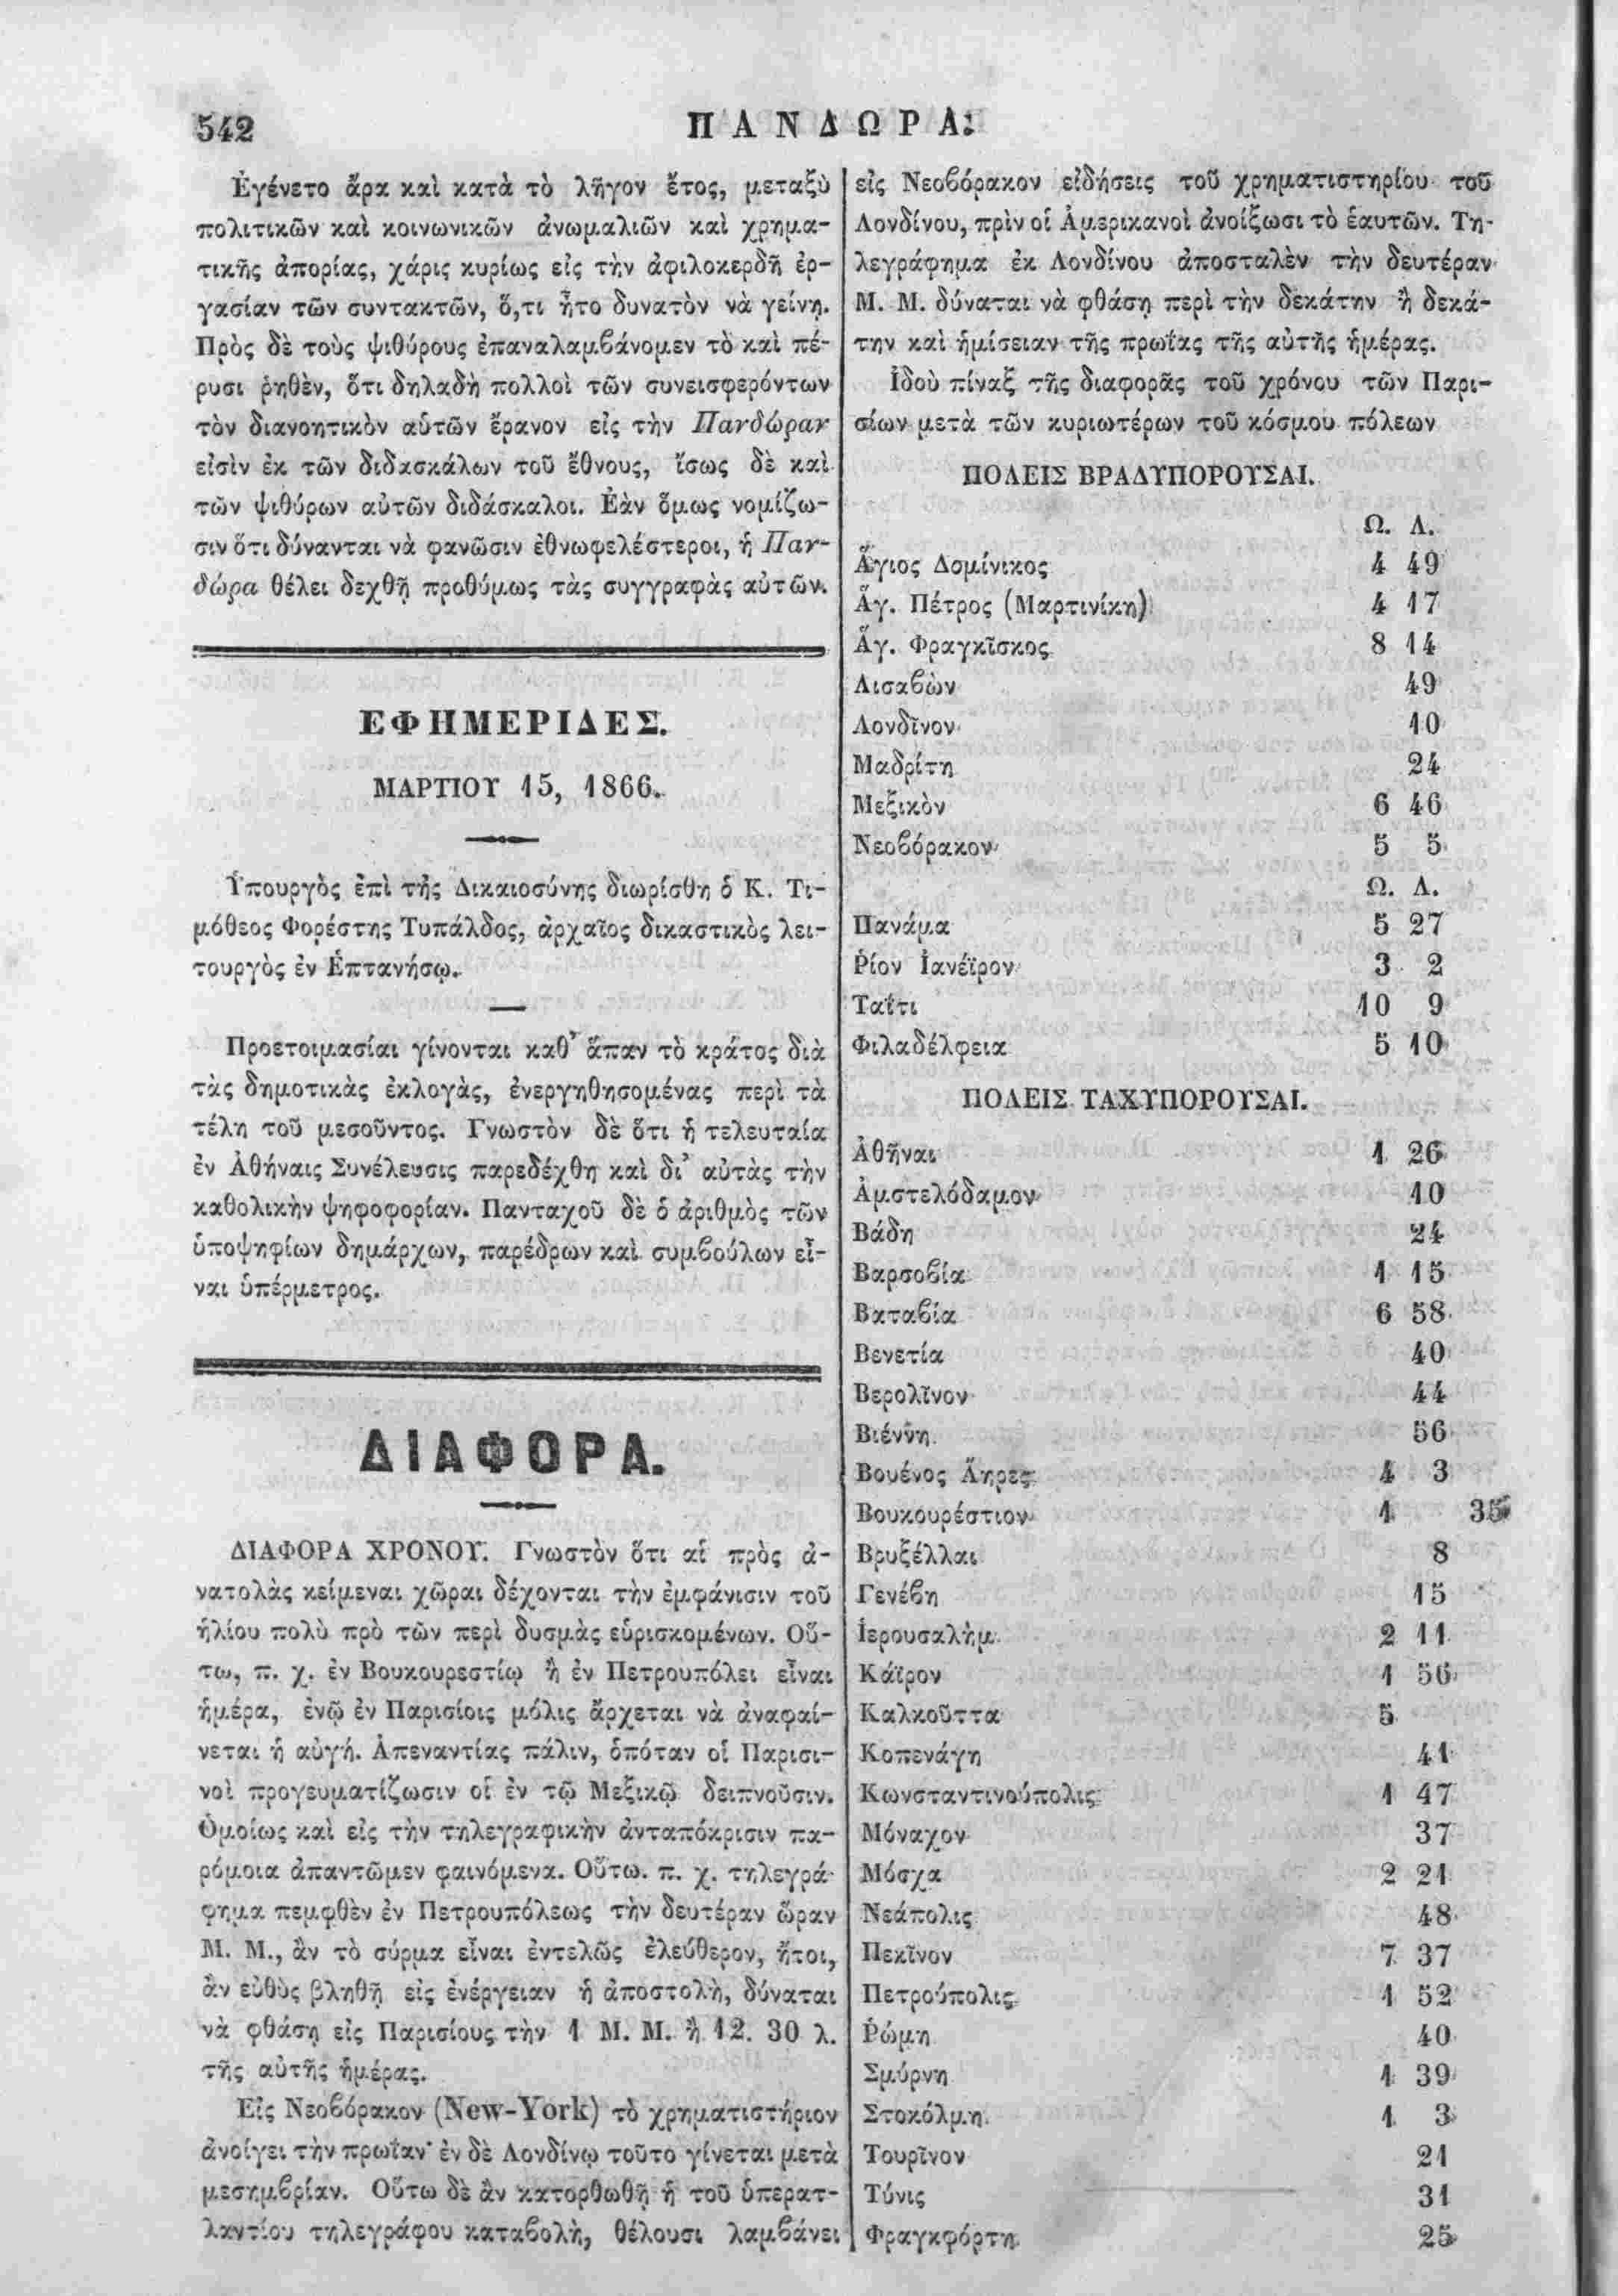 542
ΠΑΝΔΩΡΑ.
Ἐγένετο ἄρα καὶ κατὰ τὸ λῆγον ἔτος, μεταξὺ
πολιτικῶν καὶ κοινωνικῶν ἀνωμαλιῶν καὶ χρημα-
τικῆς ἀπορίας, χάρις κυρίως εἰς τὴν ἀφιλοκερδῆ ἐρ-
γασίαν τῶν συντακτῶν, ὅ,τι ἦτο δυνατὸν νὰ γείνῃ.
Πρὸς δὲ τοὺς ψιθύρους ἐπαναλαμβάνομεν τὸ καὶ πέ-
ρυσι ῥηθὲν, ὅτι δηλαδὴ πολλοὶ τῶν συνεισφερόντων
τὸν διανοητικὸν αὑτῶν ἔρανον εἰς τὴν Πανδώραν
εἰσὶν ἐκ τῶν διδασκάλων τοῦ ἔθνους, ἴσως δὲ καὶ
τῶν ψιθύρων αὐτῶν διδάσκαλοι. Ἐὰν ὅμως νομίζω-
σιν ὅτι δύνανται νὰ φανῶσιν ἐθνωφελέστεροι, ἡ Παν-
δώρα θέλει δεχθῆ προθύμως τὰς συγγραφὰς αὐτῶν.
ΕΦΗΜΕΡΙΔΕΣ.
ΜΑΡΤΙΟΥ 15, 1866.
Ὑπουργὸς ἐπὶ τῆς Δικαιοσύνης διωρίσθη ὁ Κ. Τι-
μόθεος Φορέστης Τυπάλδος, ἀρχαῖος δικαστικὸς λει-
τουργὸς ἐν Ἑπτανήσῳ.
Προετοιμασίαι γίνονται καθ᾿ ἅπαν τὸ κράτος διὰ
τὰς δημοτικὰς ἐκλογὰς, ἐνεργηθησομένας περὶ τὰ
τέλη τοῦ μεσοῦντος. Γνωστὸν δὲ ὅτι ἡ τελευταία
ἐν Ἀθήναις Συνέλευσις παρεδέχθη καὶ δι᾿ αὐτὰς τὴν
καθολικὴν ψηφοφορίαν. Πανταχοῦ δὲ ὁ ἀριθμὸς τῶν
ὑποψηφίων δημάρχων, παρέδρων καὶ συμβούλων εἶ-
ναι ὑπέρμετρος.
ΔΙΑΦΟΡΑ.
ΔΙΑΦΟΡΑ ΧΡΟΝΟΥ. Γνωστὸν ὅτι αἱ πρὸς ἀ-
νατολὰς κείμεναι χῶραι δέχονται τὴν ἐμφάνισιν τοῦ
ἡλίου πολὺ πρὸ τῶν περὶ δυσμὰς εὑρισκομένων. Οὕ-
τω, π. χ. ἐν Βουκουρεστίῳ ἢ ἐν Πετρουπόλει εἶναι
ἡμέρα, ἐνῷ ἐν Παρισίοις μόλις ἄρχεται νὰ ἀναφαί-
νεται ἡ αὐγή. Ἀπεναντίας πάλιν, ὁπόταν οἱ Παρισι-
νοὶ προγευματίζωσιν οἱ ἐν τῷ Μεξικῷ δειπνοῦσιν.
Ὁμοίως καὶ εἰς τὴν τηλεγραφικὴν ἀνταπόκρισιν πα-
ρόμοια ἀπαντῶμεν φαινόμενα. Οὕτω. π. χ. τηλεγρά-
φημα πεμφθὲν ἐν Πετρουπόλεως τὴν δευτέραν ὥραν
Μ. Μ., ἂν τὸ σύρμα εἶναι ἐντελῶς ἐλεύθερον, ἤτοι,
ἂν εὐθὺς βληθῇ εἰς ἐνέργειαν ἡ ἀποστολὴ, δύναται
νὰ φθάσῃ εἰς Παρισίους τὴν 1 Μ. Μ. ἢ 12. 30 λ.
τῆς αὐτῆς ἡμέρας.
Εἰς Νεοβόρακον (New-York) τὸ χρηματιστήριον
ἀνοίγει τὴν πρωΐαν· ἐν δὲ Λονδίνῳ τοῦτο γίνεται μετὰ
μεσημβρίαν. Οὕτω δὲ ἂν κατορθωθῇ ἡ τοῦ ὑπερατ-
λαντίου τηλεγράφου καταβολὴ, θέλουσι λαμβάνει
εἰς Νεοβόρακον εἰδήσεις τοῦ χρηματιστηρίου τοῦ
Λονδίνου, πρὶν οἱ Ἀμερικανοὶ ἀνοίξωσι τὸ ἑαυτῶν. Τη-
λεγράφημα ἐκ Λονδίνου ἀποσταλὲν τὴν δευτέραν
Μ. Μ. δύναται νὰ φθάσῃ περὶ τὴν δεκάτην ἢ δεκά-
την καὶ ἡμίσειαν τῆς πρωΐας τῆς αὐτῆς ἡμέρας.
Ἰδοὺ πίναξ τῆς διαφορᾶς τοῦ χρόνου τῶν Παρι-
σίων μετὰ τῶν κυριωτέρων τοῦ κόσμου πόλεων
ΠΟΛΕΙΣ ΒΡΑΔΥΠΟΡΟΥΣΑΙ.
Ω. Λ.
Ἅγιος Δομίνικος 4 49
Ἅγ. Πέτρος (Μαρτινίκη) 4 17
Ἅγ. Φραγκῖσκος 8 14
Λισαβὼν 49
Λονδῖνον 10
Μαδρίτη 24
Μεξικὸν 6 46
Νεοβόρακον 5 5
Ω. Λ.
Πανάμα 5 27
Ῥίον Ἰανέϊρον 3 2
Ταΐτι 10 9
Φιλαδέλφεια 5 10
ΠΟΛΕΙΣ ΤΑΧΥΠΟΡΟΥΣΑΙ.
Ἀθῆναι 1 26
Ἀμστελόδαμον 10
Βάδη 24
Βαρσοβία 1 15
Βαταβία 6 58
Βενετία 40
Βερολῖνον 44
Βιέννη 56
Βουένος Ἄηρες 4 3
Βουκουρέστιον 1 35
Βρυξέλλαι 8
Γενέβη 15
Ἱερουσαλὴμ 2 11
Κάϊρον 1 56
Καλκοῦττα 5
Κοπενάγη 41
Κωνσταντινούπολις 1 47
Μόναχον 37
Μόσχα 2 21
Νεάπολις 48
Πεκῖνον 7 37
Πετρούπολις 1 52
Ῥώμη 40
Σμύρνη 1 39
Στοκόλμη 1 3
Τουρῖνον 21
Τύνις 31
Φραγκφόρτη 25